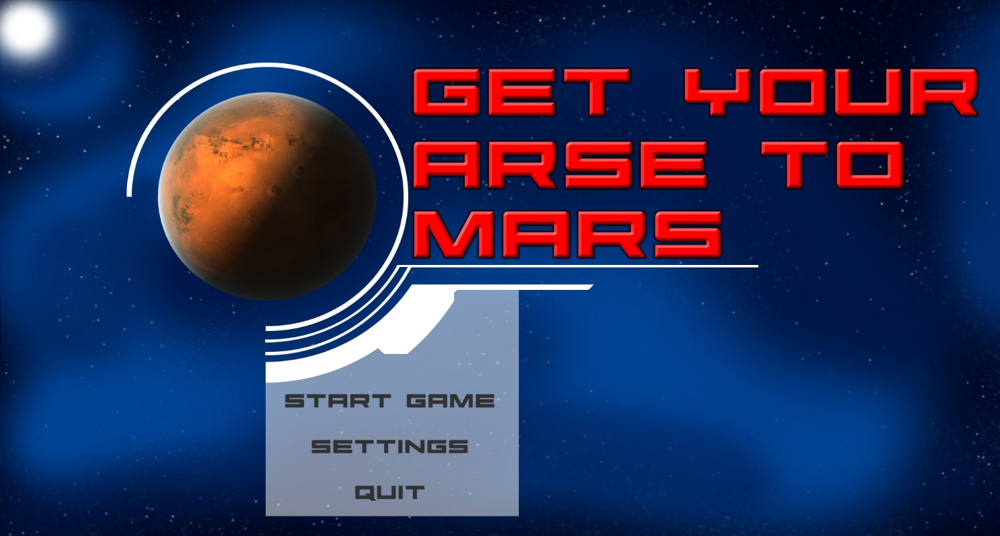 GET YOUR
ARSE TO
MARS
START GAME
SETTINGS
QUIT